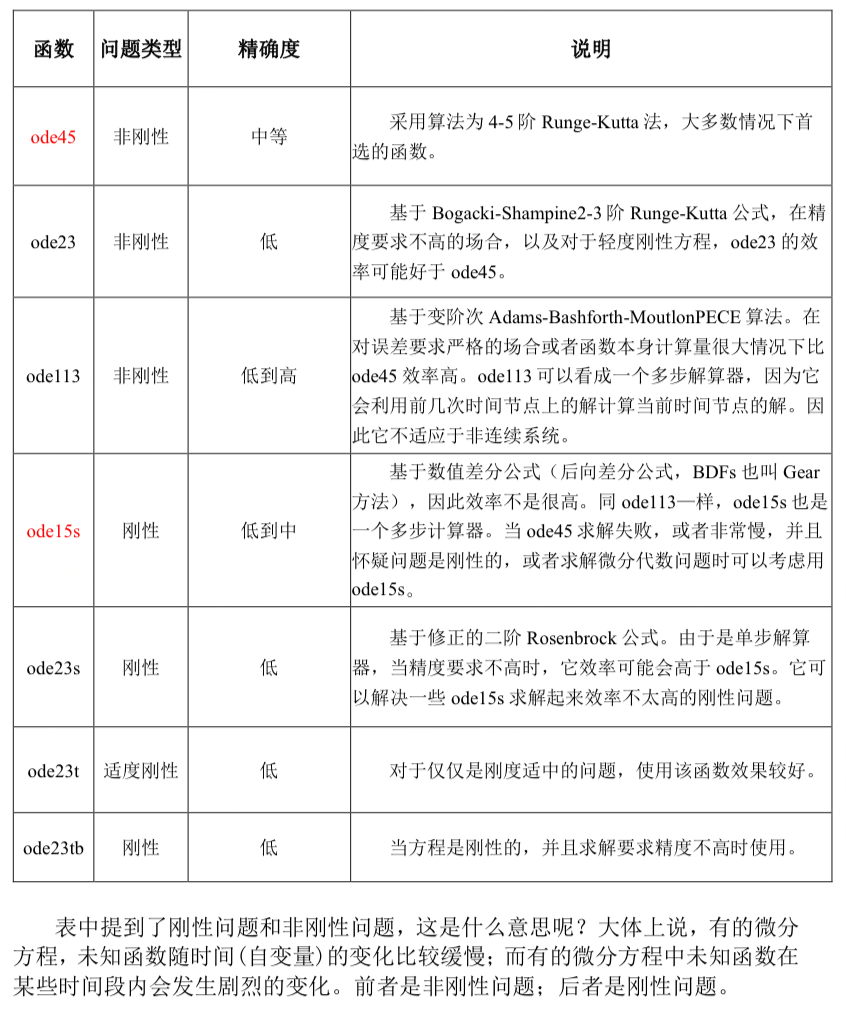 函数 问题类型 精确度 说明
ode45 非刚性 中等 采用算法为 4-5 阶 Runge-Kutta 法，大多数情况下首
选的函数。
ode23 非刚性 低 基于 Bogacki-Shampine2-3 阶 Runge-Kutta 公式，在精
度要求不高的场合，以及对于轻度刚性方程，ode23 的效
率可能好于 ode45。
ode113 非刚性 低到高 基于变阶次 Adams-Bashforth-MoutlonPECE 算法。在
对误差要求严格的场合或者函数本身计算量很大情况下比
ode45 效率高。ode113 可以看成一个多步解算器，因为它
会利用前几次时间节点上的解计算当前时间节点的解。因
此它不适应于非连续系统。
ode15s 刚性 低到中 基于数值差分公式（后向差分公式，BDFs 也叫 Gear
方法），因此效率不是很高。同 ode113—样，ode15s 也是
一个多步计算器。当 ode45 求解失败，或者非常慢，并且
怀疑问题是刚性的，或者求解微分代数问题时可以考虑用
ode15s。
ode23s 刚性 低 基于修正的二阶 Rosenbrock 公式。由于是单步解算
器，当精度要求不高时，它效率可能会高于 ode15s。它可
以解决一些 ode15s 求解起来效率不太高的刚性问题。
ode23t 适度刚性 低 对于仅仅是刚度适中的问题，使用该函数效果较好。
ode23tb 刚性 低 当方程是刚性的，并且求解要求精度不高时使用。
表中提到了刚性问题和非刚性问题，这是什么意思呢？大体上说，有的微分
方程，未知函数随时间(自变量)的变化比较缓慢；而有的微分方程中未知函数在
某些时间段内会发生剧烈的变化。前者是非刚性问题；后者是刚性问题。